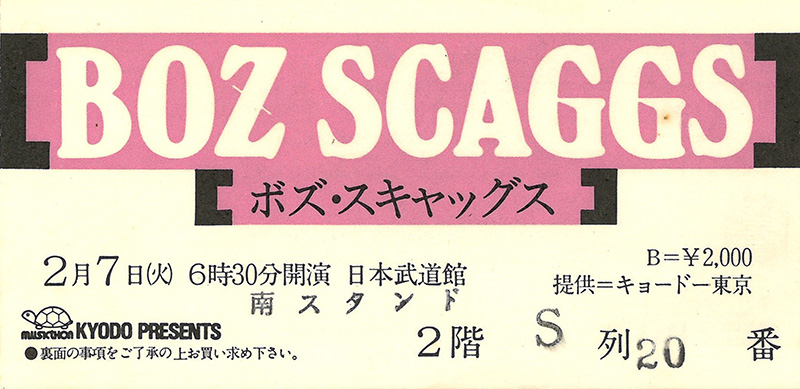 BOZ SCAGGS
ボズ・スキャッグス
2月7日(火) 6時30分開演 日本武道館
B=¥2,000
提供=キョードー東京
南スタンド
2階 S 列 20 番
musicthon KYODO PRESENTS
●裏面の事項をご了承の上お買い求め下さい。